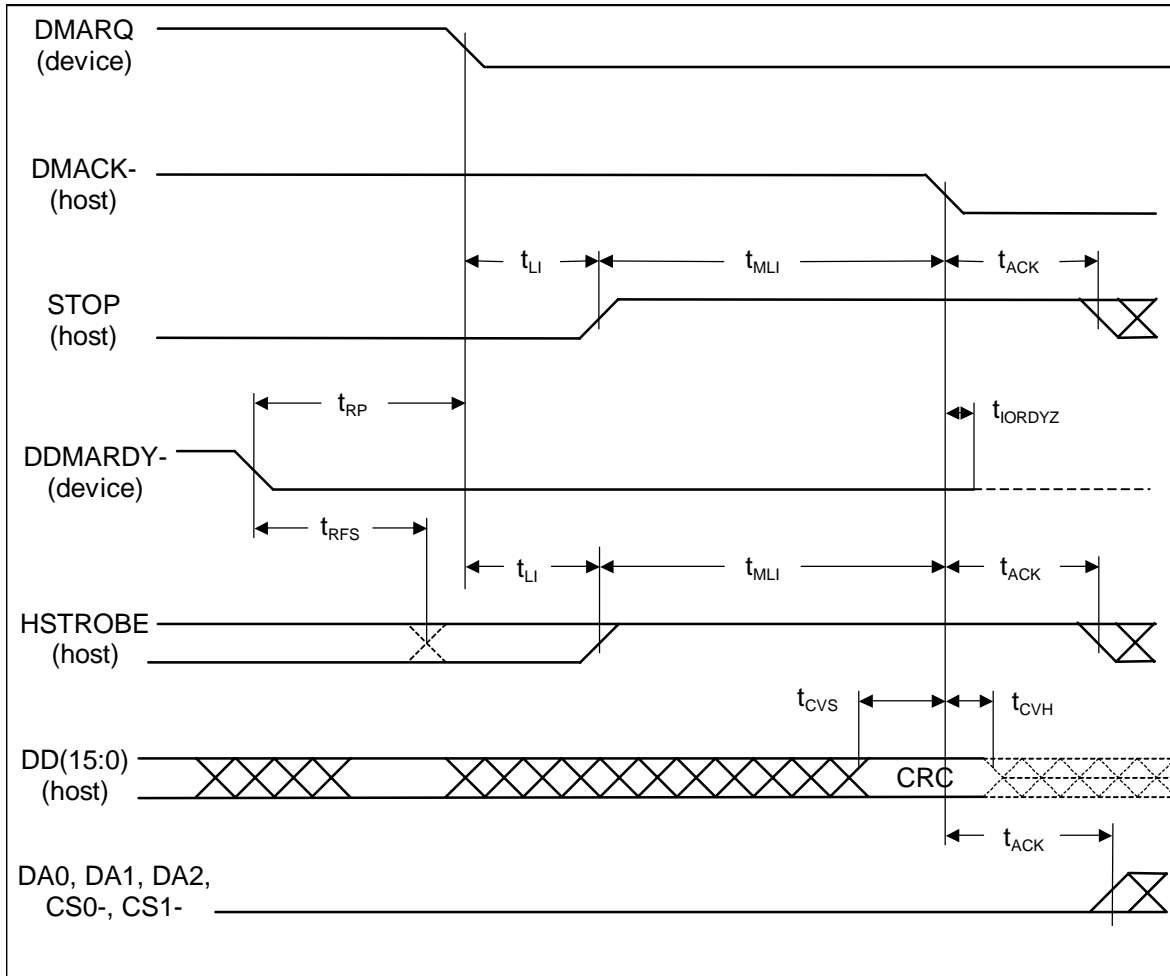 DMARQ
(device)
DMACK-
(host)
tLI
tMLI
tACK
STOP
(host)
tRP
tIORDYZ
DDMARDY-
(device)
tRFS
tLI
tMLI
tACK
HSTROBE
(host)
tCVS
tCVH
DD(15:0)
(host)
CRC
tACK
DA0, DA1, DA2,
CS0-, CS1-